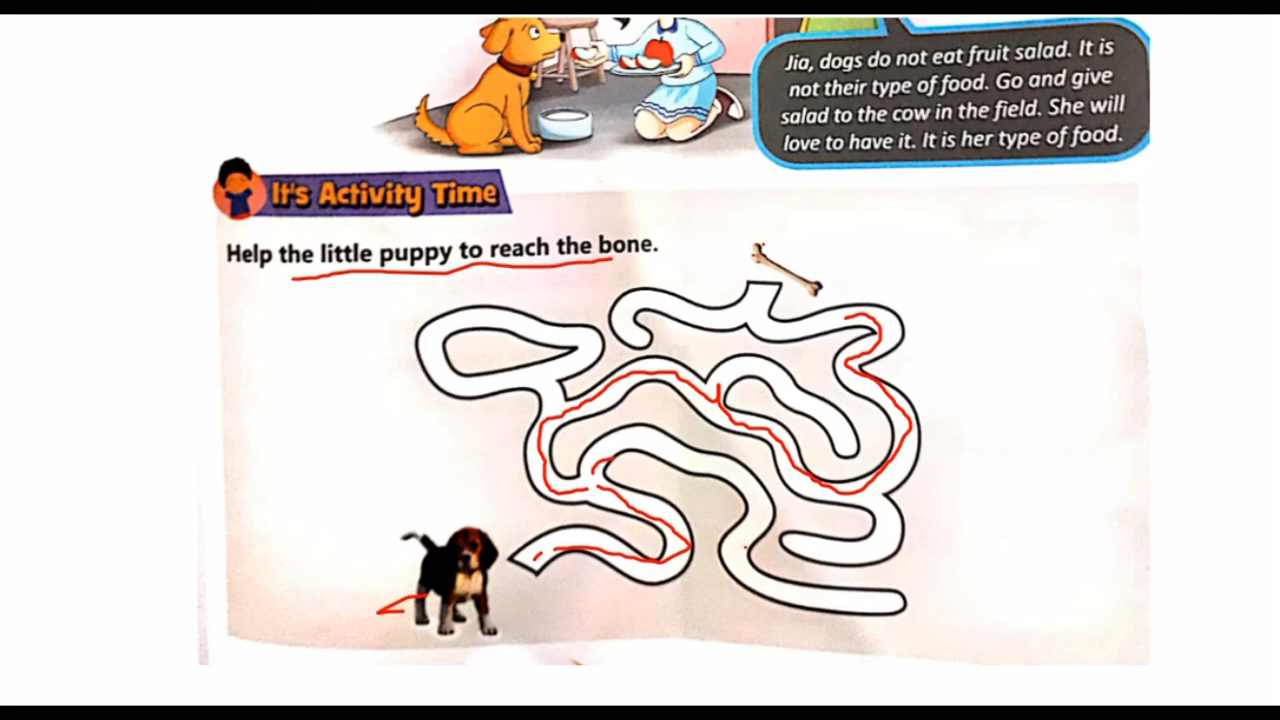 Jia, dogs do not eat fruit salad. It is
not their type of food. Go and give
salad to the cow in the field. She will
love to have it. It is her type of food.
It's Activity Time
Help the little puppy to reach the bone.